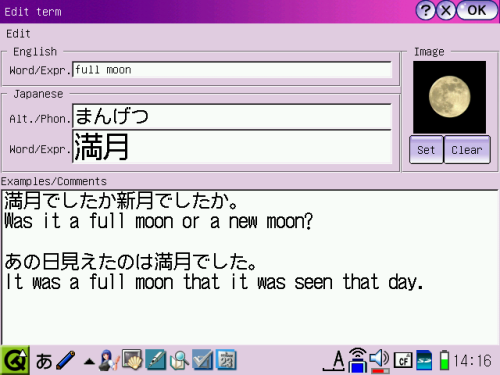 Edit term
? X OK
Edit
English
Word/Expr. full moon
Japanese
Alt./Phon. まんげつ
Word/Expr. 満月
Image
Set Clear
Examples/Comments
満月でしたか新月でしたか。
Was it a full moon or a new moon?
あの日見えたのは満月でした。
It was a full moon that it was seen that day.
あ A CF 14:16